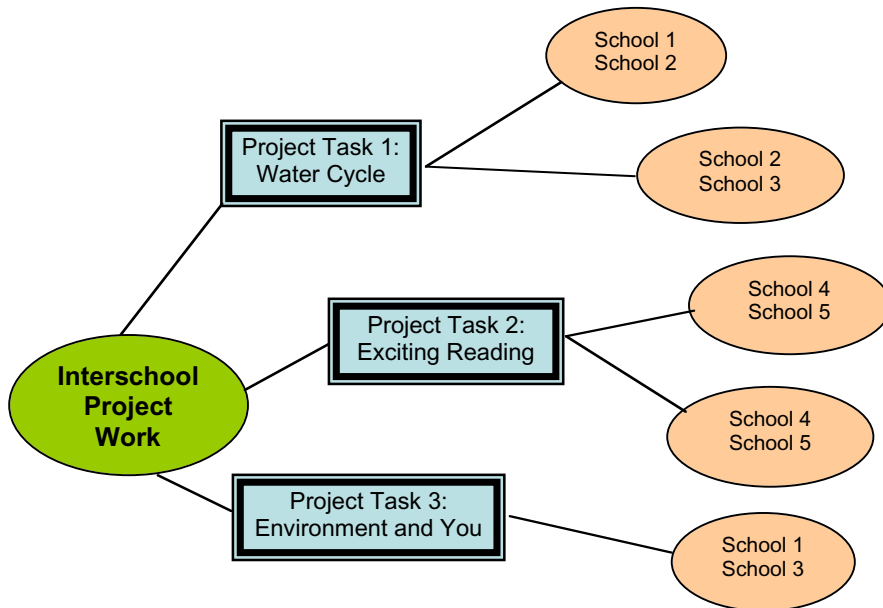 School 1
School 2
Project Task 1:
Water Cycle
School 2
School 3
School 4
School 5
Project Task 2:
Exciting Reading
Interschool
Project
Work
School 4
School 5
Project Task 3:
Environment and You
School 1
School 3